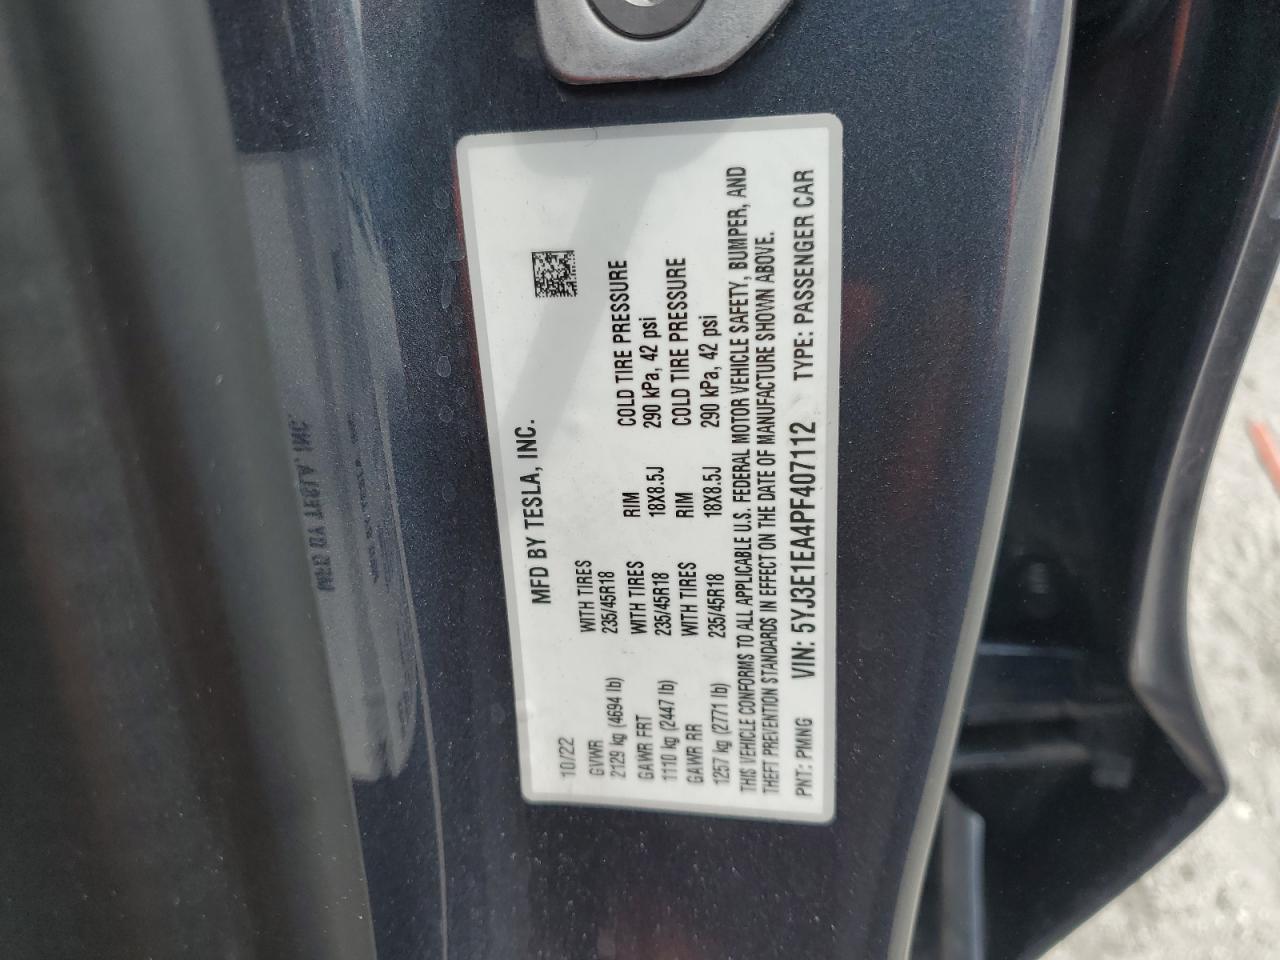 MFD BY TESLA, INC.
10/22
GVWR WITH TIRES
2129 kg (4694 lb) 235/45R18 RIM COLD TIRE PRESSURE
GAWR FRT WITH TIRES 18X8.5J 290 kPa, 42 psi
1110 kg (2447 lb) 235/45R18 RIM COLD TIRE PRESSURE
GAWR RR WITH TIRES 18X8.5J 290 kPa, 42 psi
1257 kg (2771 lb) 235/45R18
THIS VEHICLE CONFORMS TO ALL APPLICABLE U.S. FEDERAL MOTOR VEHICLE SAFETY, BUMPER, AND
THEFT PREVENTION STANDARDS IN EFFECT ON THE DATE OF MANUFACTURE SHOWN ABOVE.
PNT: PMNG VIN: 5YJ3E1EA4PF407112 TYPE: PASSENGER CAR